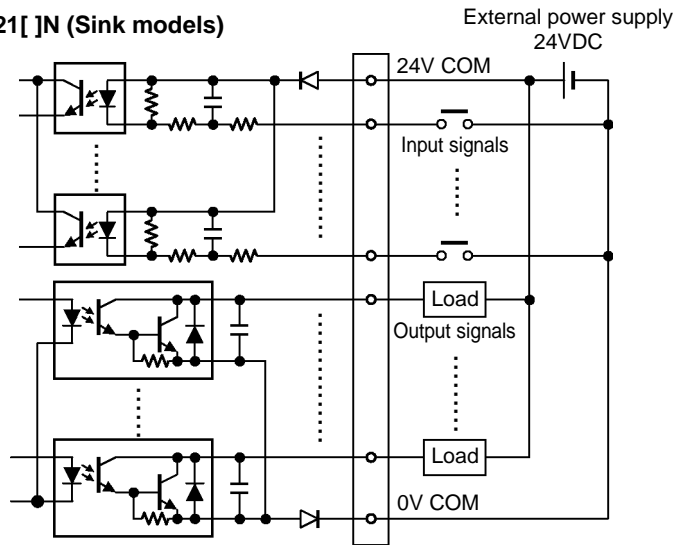 21[ ]N (Sink models)
External power supply
24VDC
24V COM
Input signals
Load
Output signals
Load
0V COM